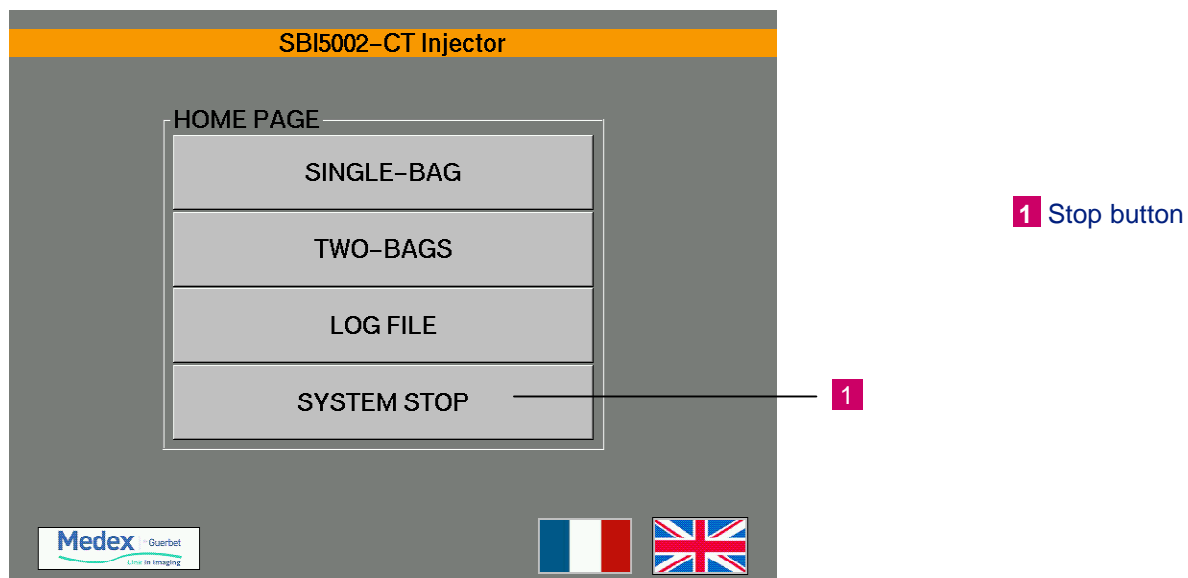 SBI5002-CT Injector
HOME PAGE
SINGLE-BAG
TWO-BAGS
LOG FILE
SYSTEM STOP
1
1 Stop button
Medex Guerbet
Line in imaging